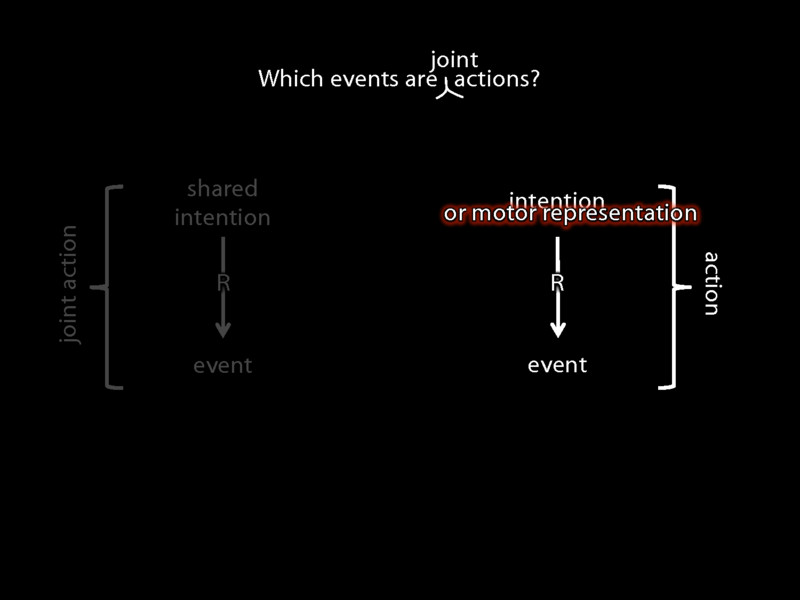 joint
Which events are actions?
shared
intention
R
event
joint action
intention
or motor representation
R
event
action